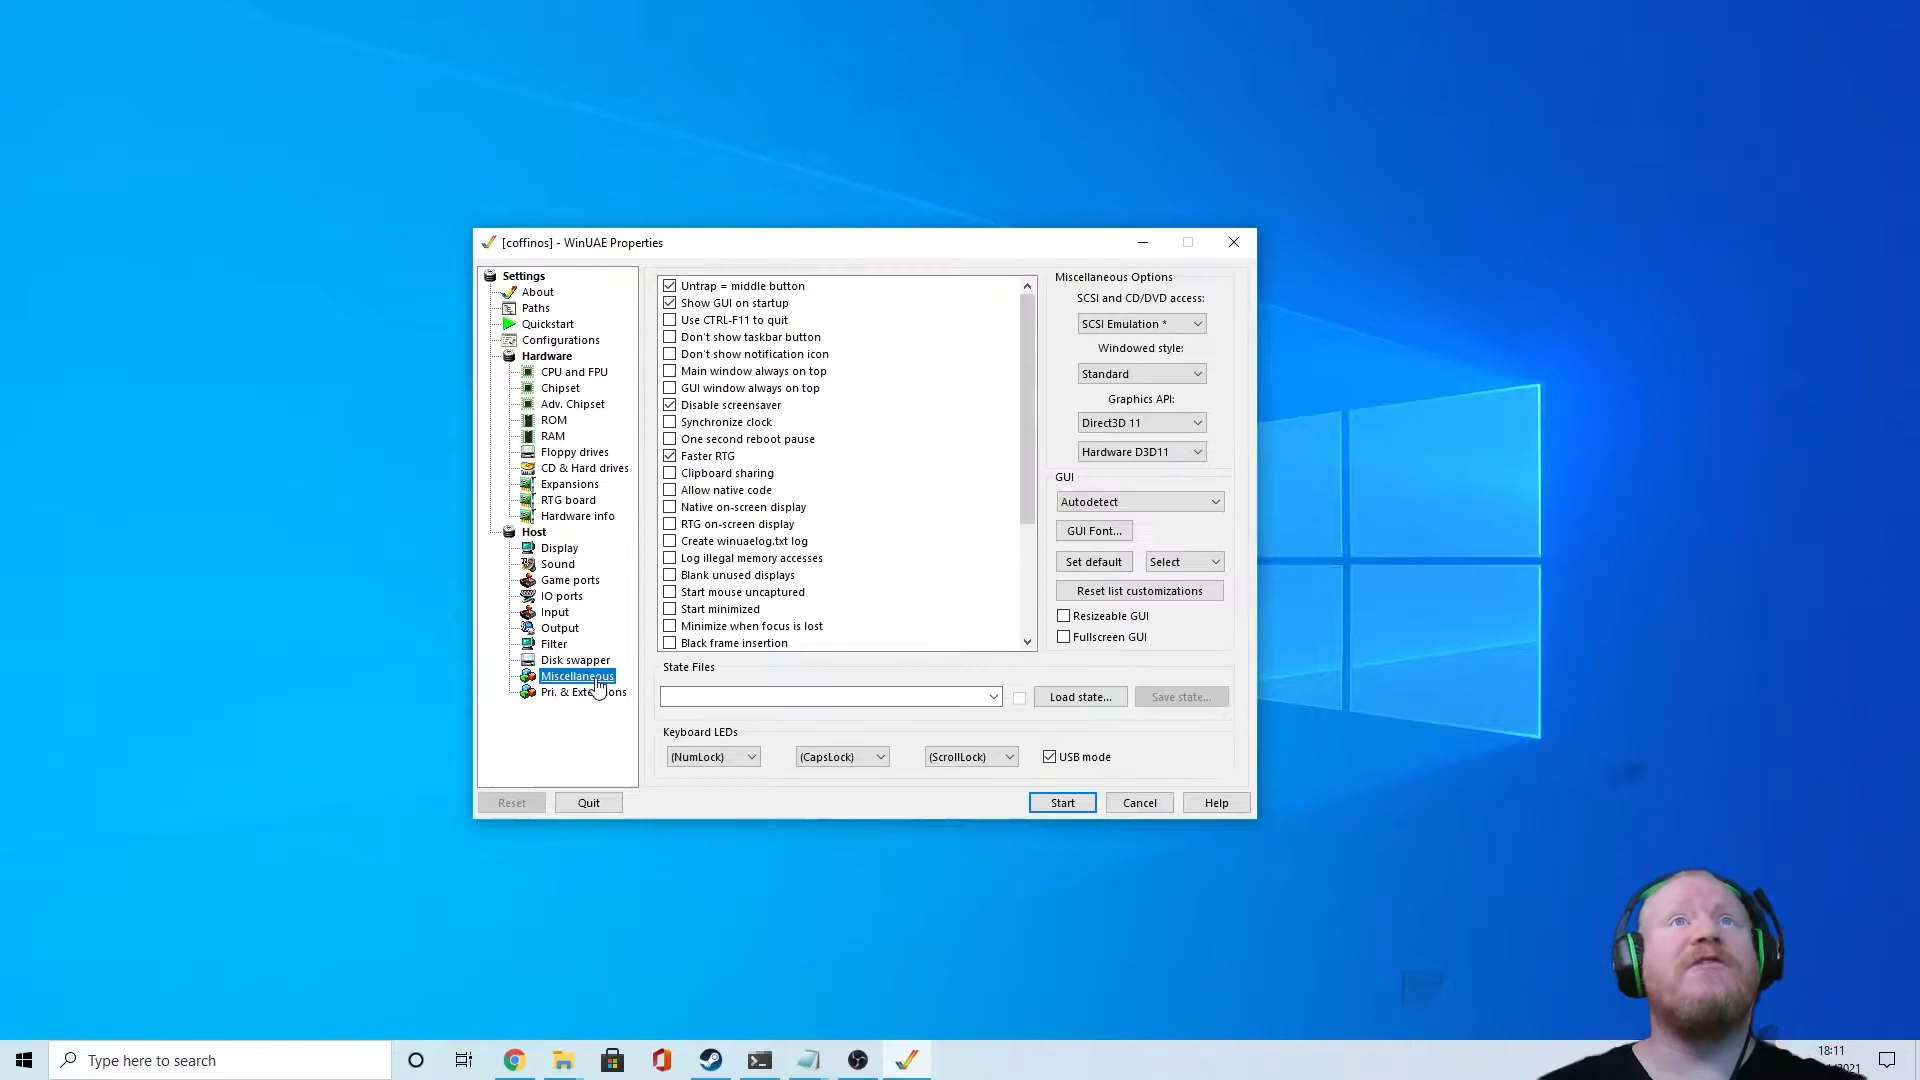 [coffinos] - WinUAE Properties
Settings
About
Paths
Quickstart
Configurations
Hardware
CPU and FPU
Chipset
Adv. Chipset
ROM
RAM
Floppy drives
CD & Hard drives
Expansions
RTG board
Hardware info
Host
Display
Sound
Game ports
IO ports
Input
Output
Filter
Disk swapper
Miscellaneous
Pri. &
Reset
Quit
Untrap = middle button
Show GUI on startup
Use CTRL-F11 to quit
Don't show taskbar button
Don't show notification icon
Main window always on top
GUI window always on top
Disable screensaver
Synchronize clock
One second reboot pause
Faster RTG
Clipboard sharing
Allow native code
Native on-screen display
RTG on-screen display
Create winuaelog.txt log
Log illegal memory accesses
Blank unused displays
Start mouse uncaptured
Start minimized
Minimize when focus is lost
Black frame insertion
Miscellaneous Options
SCSI and CD/DVD access:
SCSI Emulation *
Windowed style:
Standard
Graphics API:
Direct3D 11
Hardware D3D11
GUI
Autodetect
GUI Font...
Set default
Select
Reset list customizations
Resizeable GUI
Fullscreen GUI
State Files
Load state...
Save state...
Keyboard LEDs
(NumLock)
(CapsLock)
(ScrollLock)
USB mode
Start
Cancel
Help
Type here to search
18:11